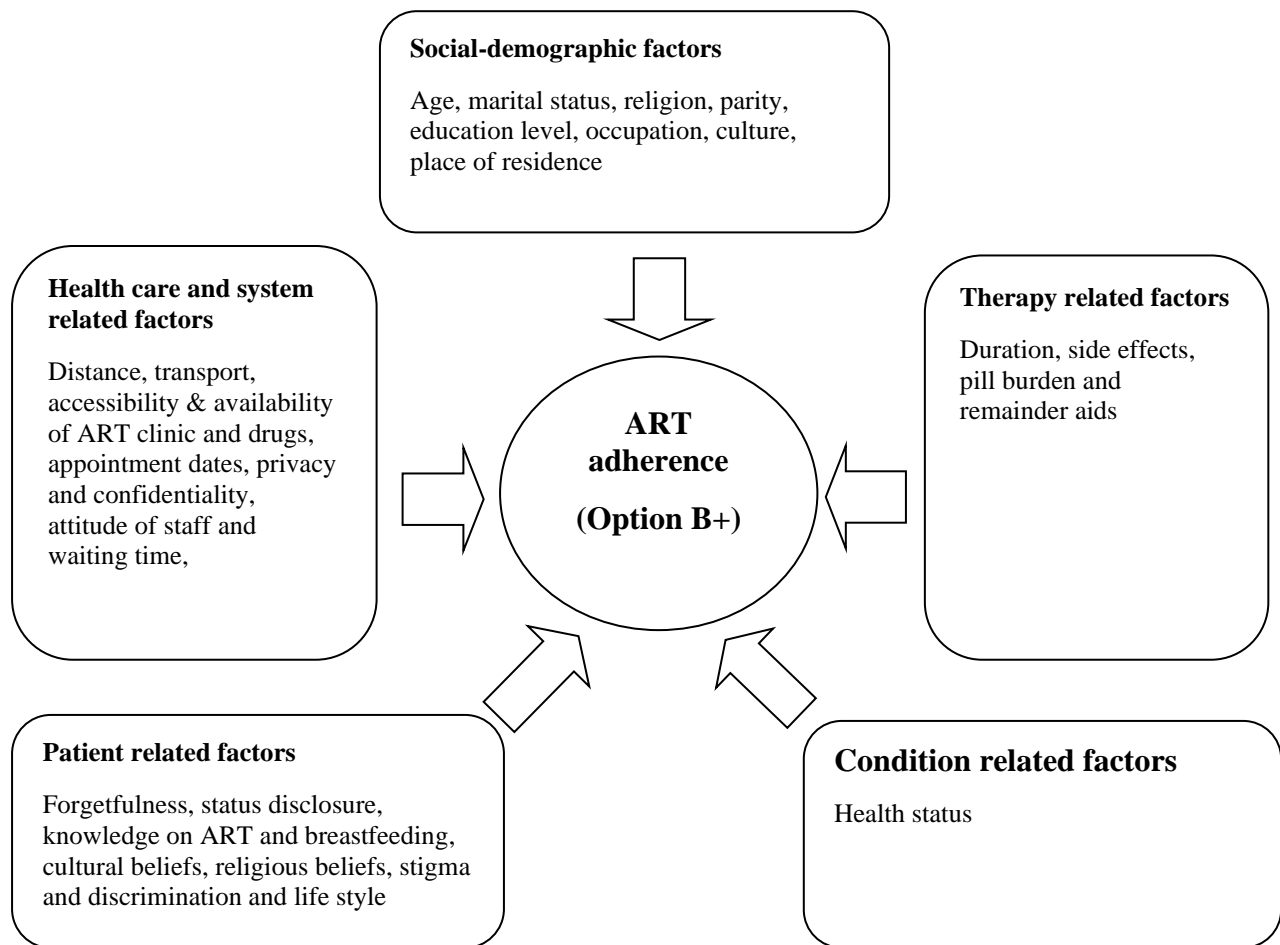 Social-demographic factors
Age, marital status, religion, parity,
education level, occupation, culture,
place of residence
Health care and system
related factors
Distance, transport,
accessibility & availability
of ART clinic and drugs,
appointment dates, privacy
and confidentiality,
attitude of staff and
waiting time,
ART
adherence
(Option B+)
Therapy related factors
Duration, side effects,
pill burden and
remainder aids
Patient related factors
Forgetfulness, status disclosure,
knowledge on ART and breastfeeding,
cultural beliefs, religious beliefs, stigma
and discrimination and life style
Condition related factors
Health status